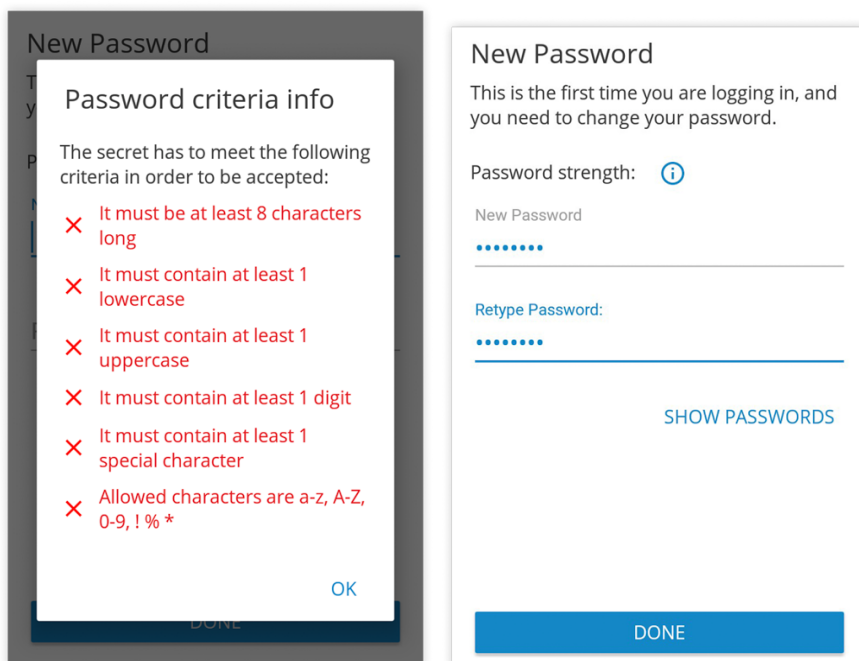 New Password
T
y
Password criteria info
The secret has to meet the following
criteria in order to be accepted:
It must be at least 8 characters
long
It must contain at least 1
lowercase
It must contain at least 1
uppercase
It must contain at least 1 digit
It must contain at least 1
special character
Allowed characters are a-z, A-Z,
0-9, ! % *
OK
DONE
New Password
This is the first time you are logging in, and
you need to change your password.
Password strength:
New Password
••••••••
Retype Password:
••••••••
SHOW PASSWORDS
DONE